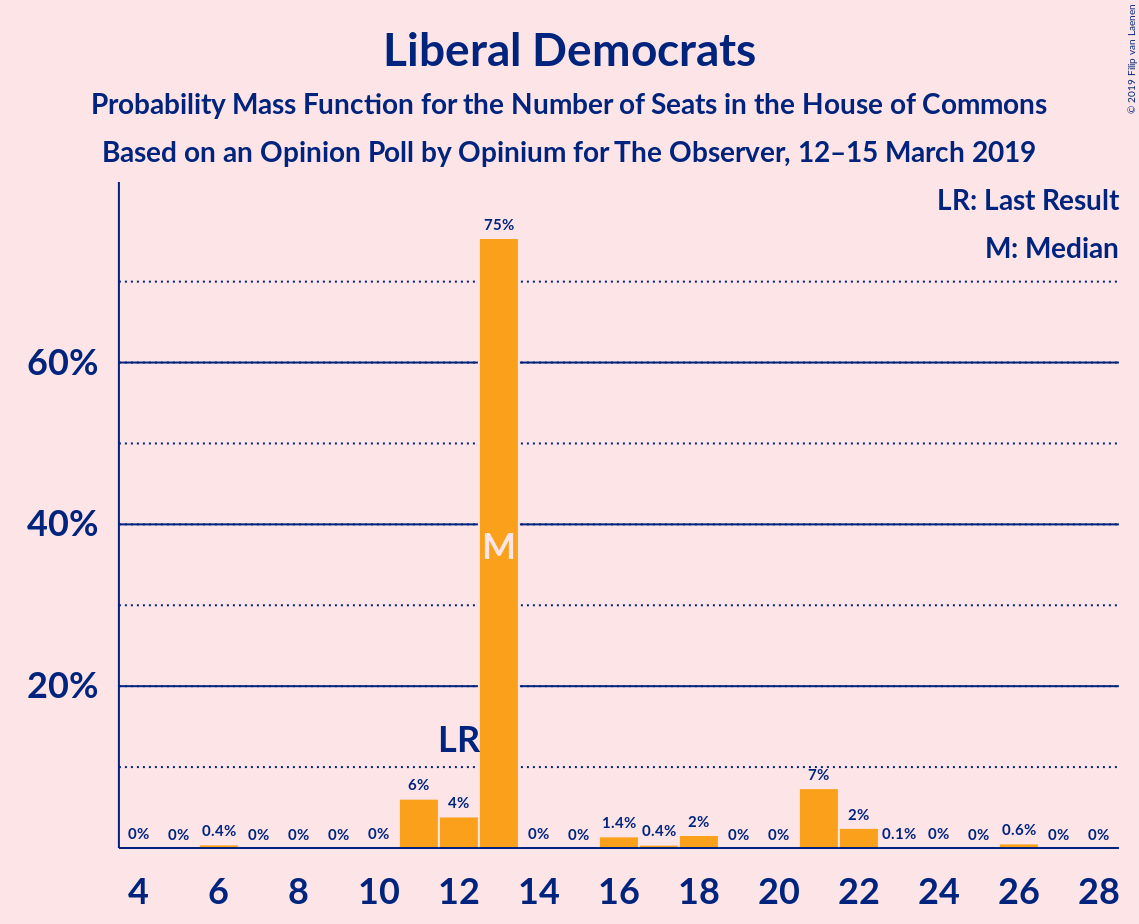 Liberal Democrats
Probability Mass Function for the Number of Seats in the House of Commons
Based on an Opinion Poll by Opinium for The Observer, 12–15 March 2019
© 2019 Filip van Laenen
LR: Last Result
M: Median
75%
60%
40%
M
20%
LR
0% 0% 0.4% 0% 0% 0% 0% 6% 4% 0% 0% 1.4% 0.4% 2% 0% 0% 7% 2% 0.1% 0% 0% 0.6% 0% 0%
4 6 8 10 12 14 16 18 20 22 24 26 28